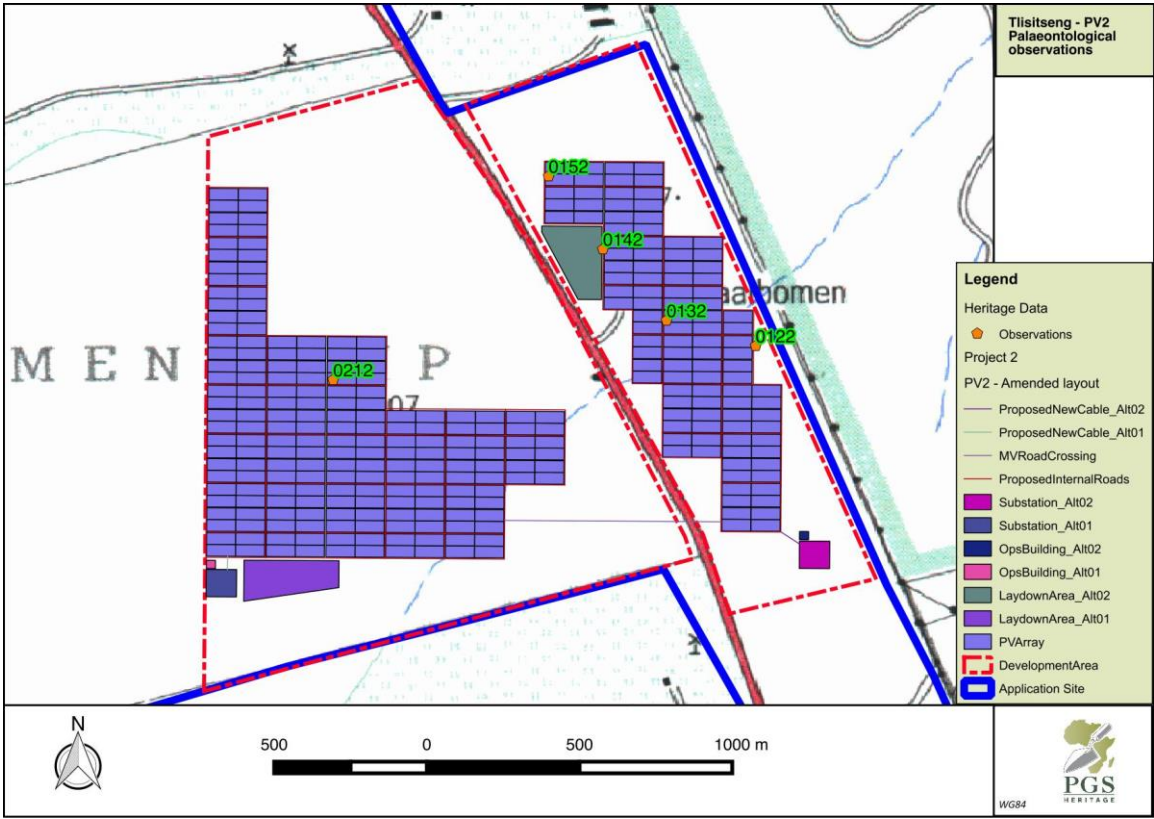 Tlisitseng - PV2
Palaeontological
observations
0152
7.
0142
aalbomen
0132
0122
MEN
P
0212
07
Legend
Heritage Data
Observations
Project 2
PV2 - Amended layout
ProposedNewCable_Alt02
ProposedNewCable_Alt01
MVRoadCrossing
ProposedInternalRoads
Substation_Alt02
Substation_Alt01
OpsBuilding_Alt02
OpsBuilding_Alt01
LaydownArea_Alt02
LaydownArea_Alt01
PVArray
DevelopmentArea
Application Site
N
500 0 500 1000 m
PGS
HERITAGE
WG84